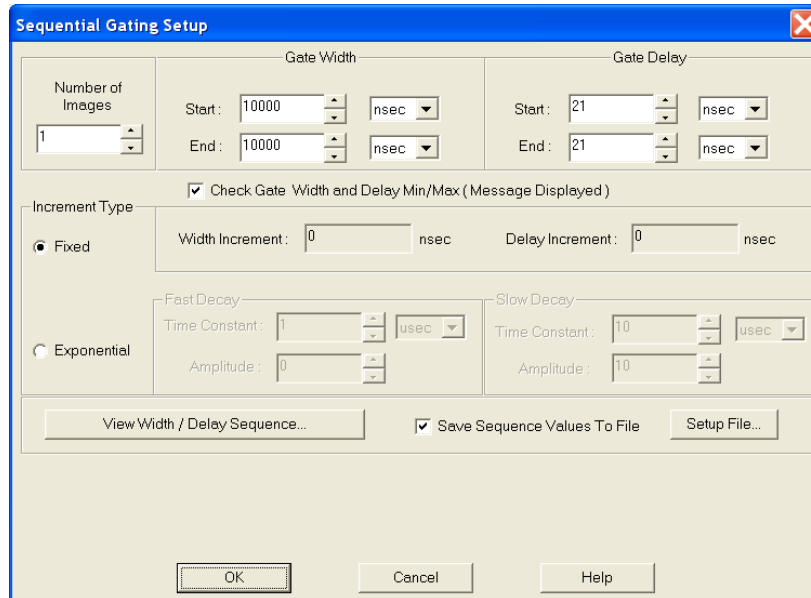 Sequential Gating Setup
Gate Width
Gate Delay
Number of
Images
1
Start :
10000
nsec
Start :
21
nsec
End :
10000
nsec
End :
21
nsec
Check Gate Width and Delay Min/Max ( Message Displayed )
Increment Type
Fixed
Width Increment :
0
nsec
Delay Increment :
0
nsec
Fast Decay
Slow Decay
Time Constant :
1
usec
Time Constant :
10
usec
Exponential
Amplitude :
0
Amplitude :
10
View Width / Delay Sequence...
Save Sequence Values To File
Setup File...
OK
Cancel
Help